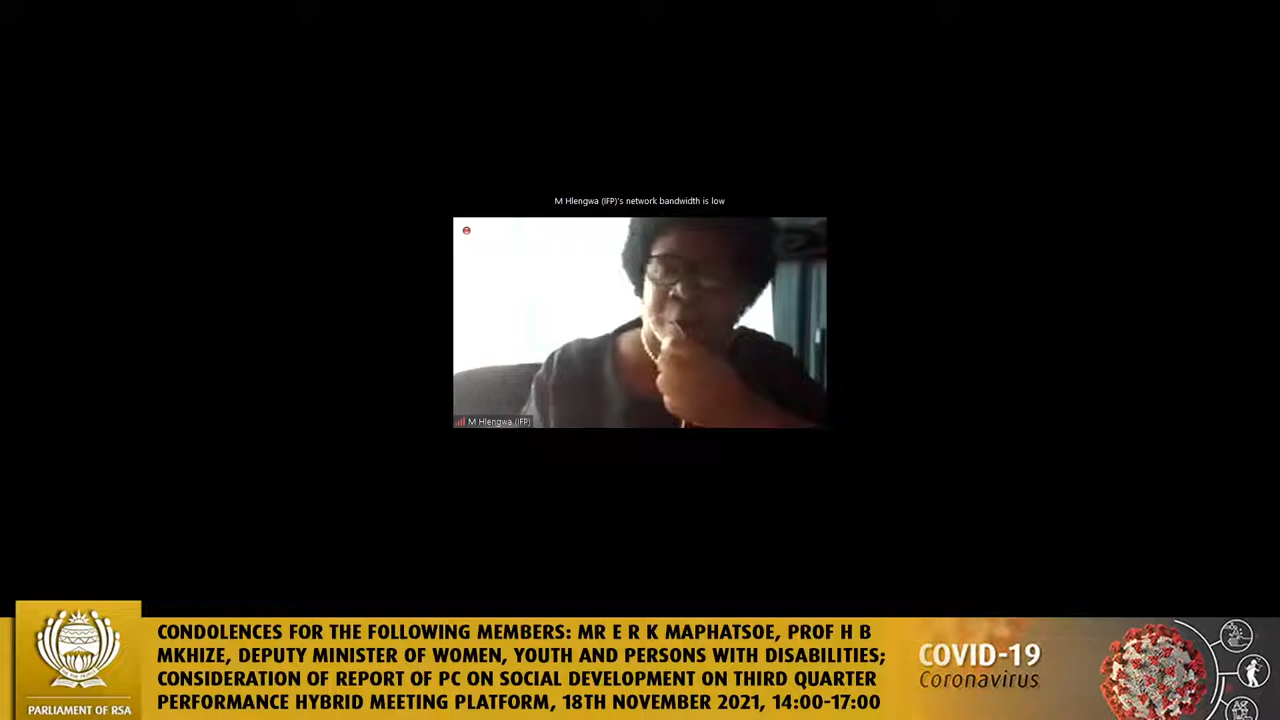 M Hlengwa (IFP)'s network bandwidth is low
M Hlengwa (IFP)
CONDOLENCES FOR THE FOLLOWING MEMBERS: MR E R K MAPHATSOE, PROF H B
MKHIZE, DEPUTY MINISTER OF WOMEN, YOUTH AND PERSONS WITH DISABILITIES;
CONSIDERATION OF REPORT OF PC ON SOCIAL DEVELOPMENT ON THIRD QUARTER
PERFORMANCE HYBRID MEETING PLATFORM, 18TH NOVEMBER 2021, 14:00-17:00
PARLIAMENT OF RSA
COVID-19
Coronavirus